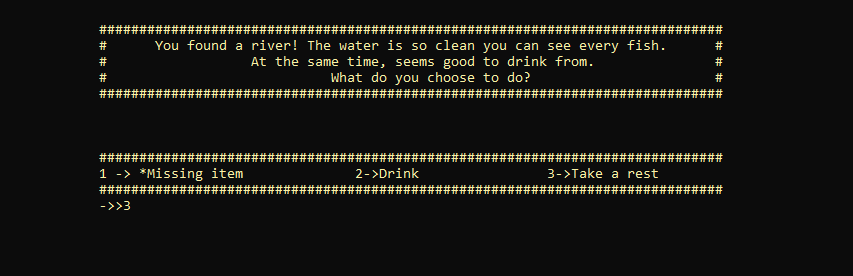 ##############################################################################
# You found a river! The water is so clean you can see every fish. #
# At the same time, seems good to drink from. #
# What do you choose to do? #
##############################################################################
##############################################################################
1 -> *Missing item 2->Drink 3->Take a rest
##############################################################################
->>3